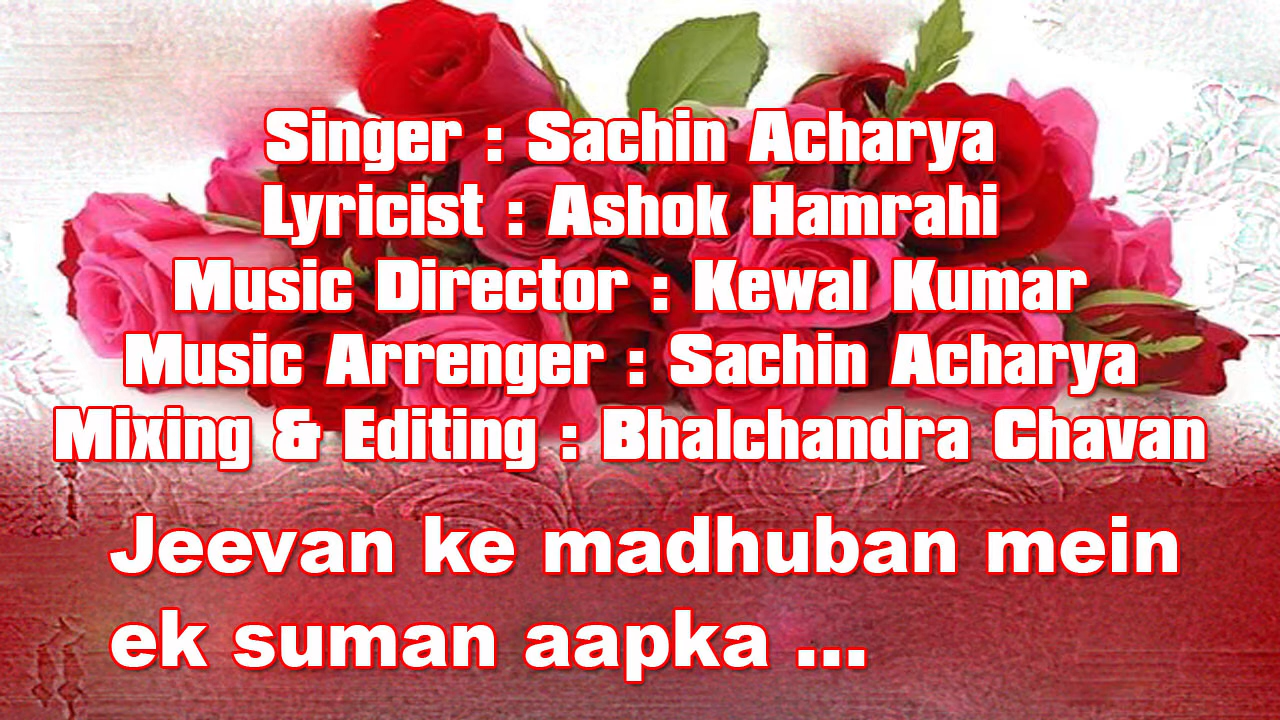 Singer : Sachin Acharya
Lyricist : Ashok Hamrahi
Music Director : Kewal Kumar
Music Arrenger : Sachin Acharya
Mixing & Editing : Bhalchandra Chavan
Jeevan ke madhuban mein
ek suman aapka ...